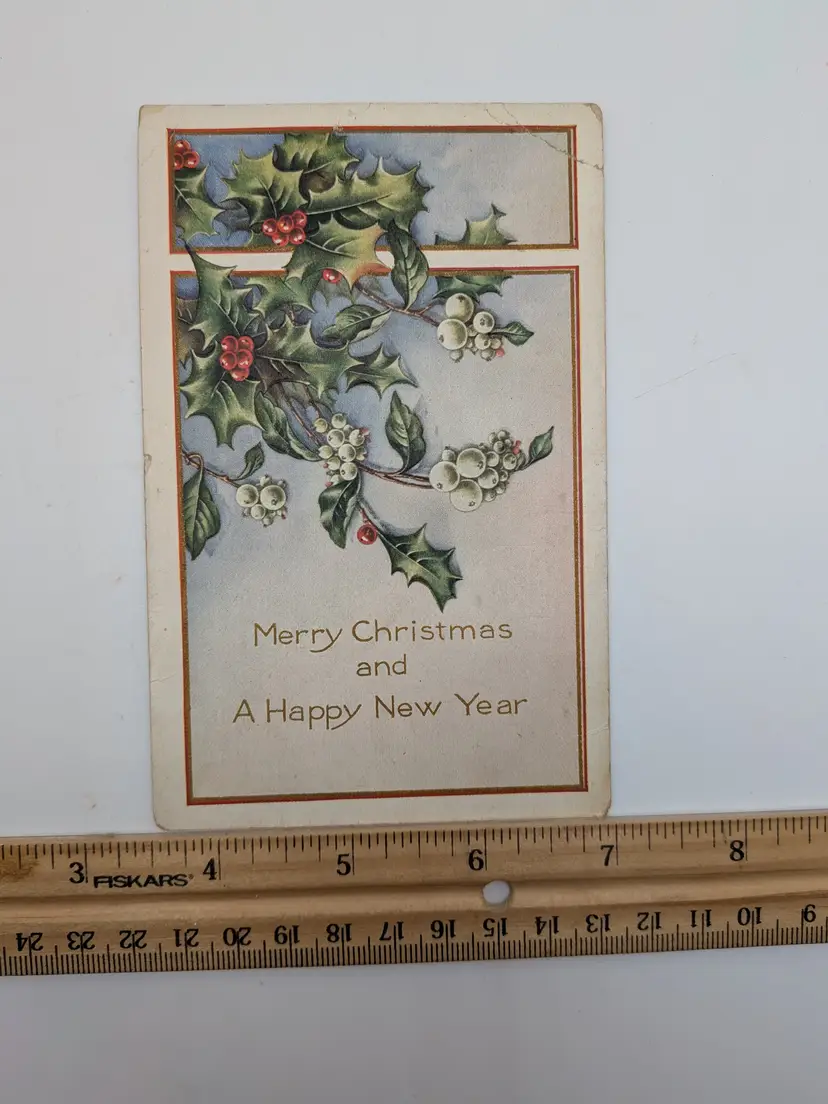 Merry Christmas
and
A Happy New Year
3 FISKARS® 4 5 6 7 8
24 23 22 21 20 19 18 17 16 15 14 13 12 11 10 9